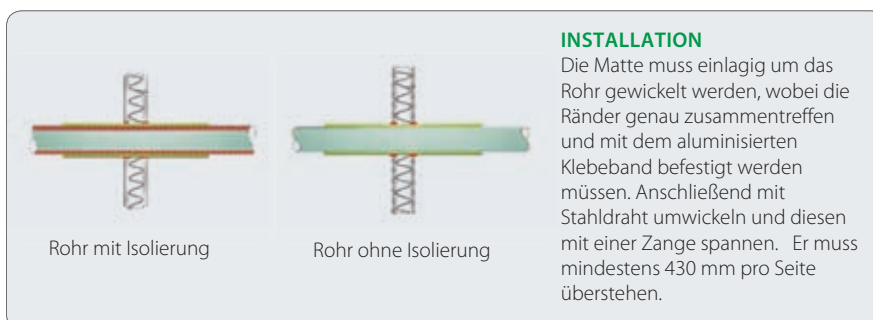 INSTALLATION
Die Matte muss einlagig um das
Rohr gewickelt werden, wobei die
Ränder genau zusammentreffen
und mit dem aluminisierten
Klebeband befestigt werden
müssen. Anschließend mit
Stahldraht umwickeln und diesen
mit einer Zange spannen. Er muss
mindestens 430 mm pro Seite
überstehen.
Rohr mit Isolierung
Rohr ohne Isolierung